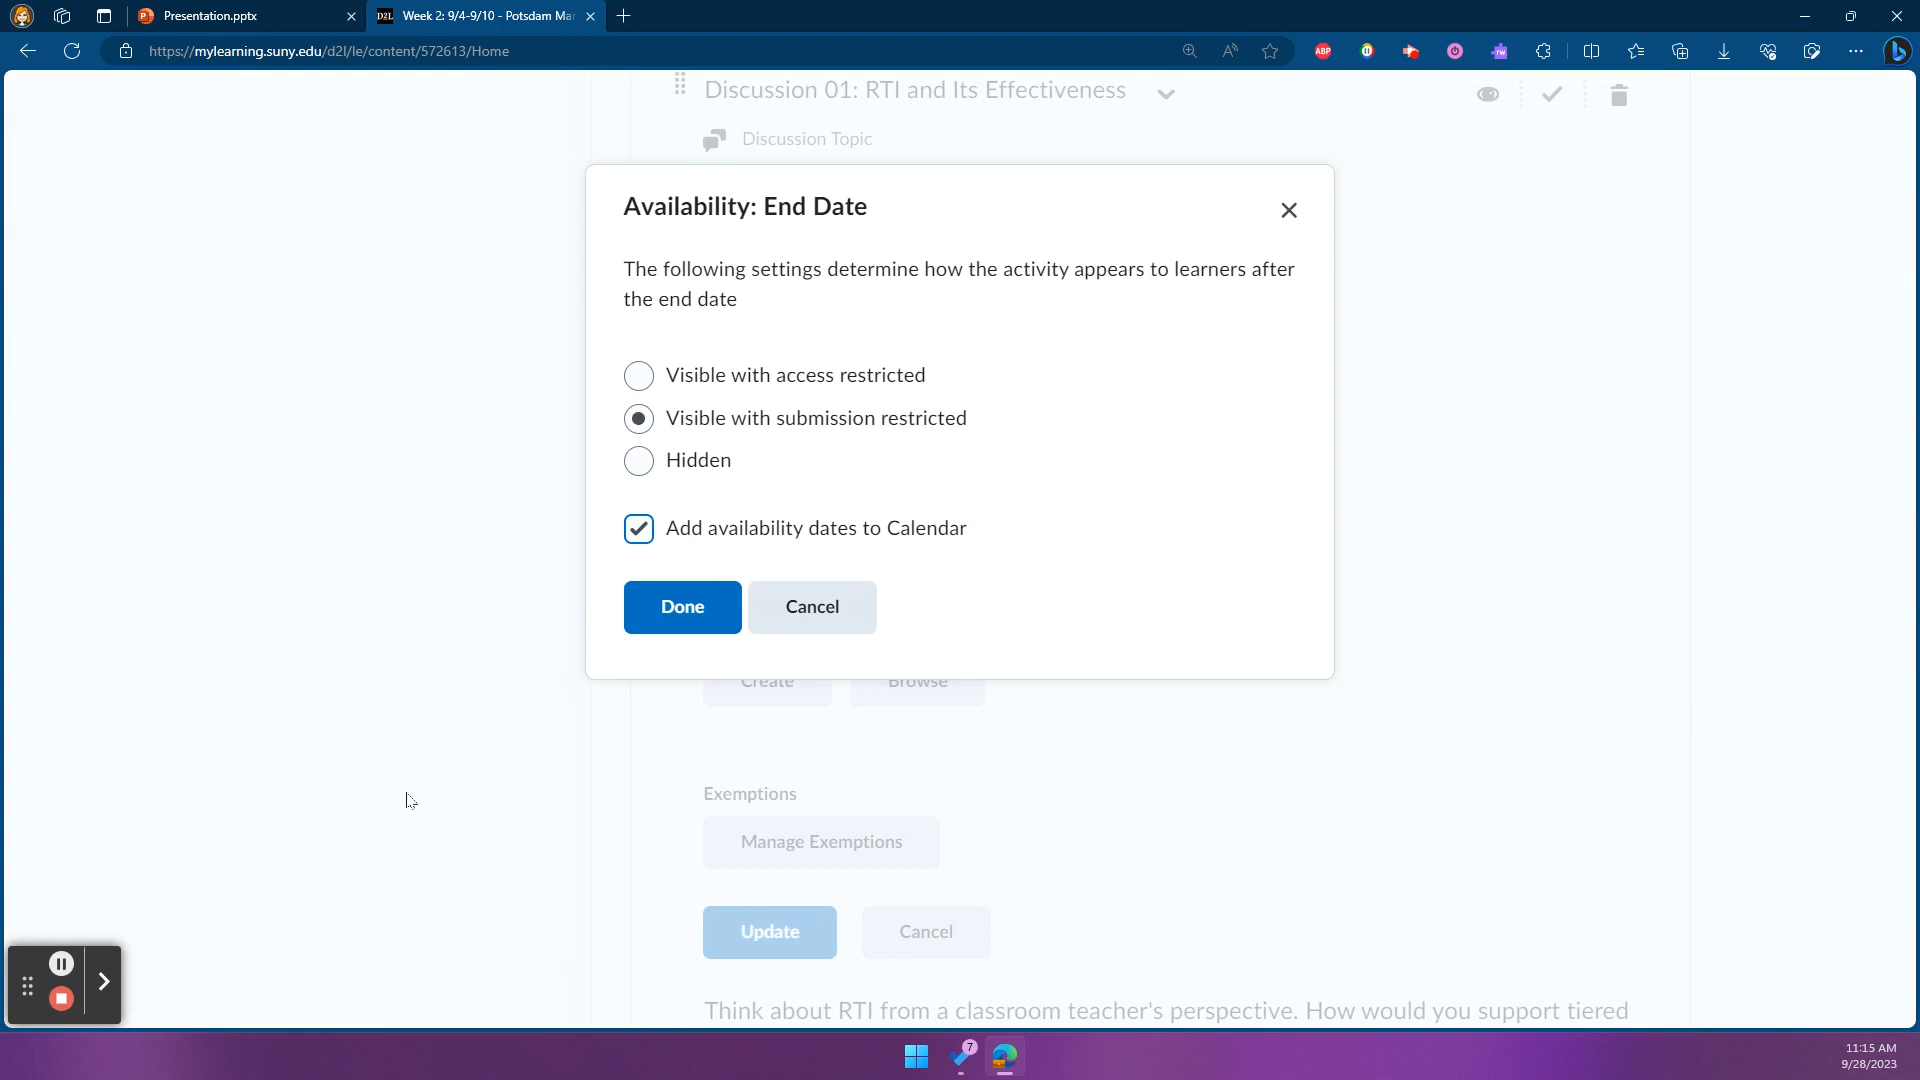 Presentation.pptx
D2L
Week 2: 9/4-9/10 - Potsdam Mar
https://mylearning.suny.edu/d2l/le/content/572613/Home
ABP
rw
Discussion 01: RTI and Its Effectiveness
Discussion Topic
Availability: End Date
The following settings determine how the activity appears to learners after
the end date
Visible with access restricted
Visible with submission restricted
Hidden
Add availability dates to Calendar
Done
Cancel
Create
Browse
Exemptions
Manage Exemptions
Update
Cancel
Think about RTI from a classroom teacher's perspective. How would you support tiered
7
11:15 AM
9/28/2023